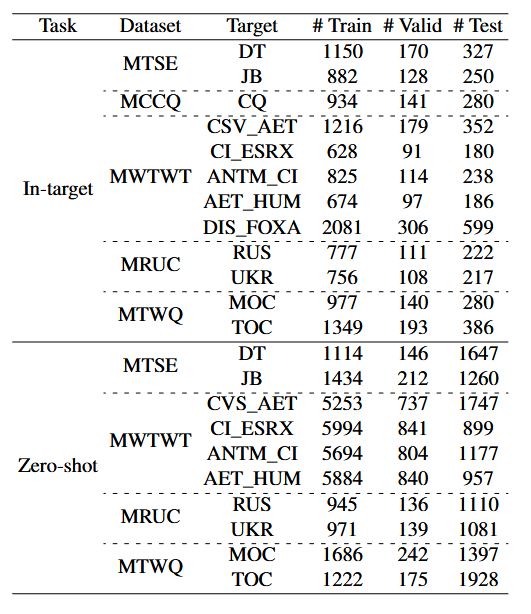 Task Dataset Target # Train # Valid # Test
In-target MTSE DT 1150 170 327
JB 882 128 250
MCCQ CQ 934 141 280
MWTWT CSV_AET 1216 179 352
CI_ESRX 628 91 180
ANTM_CI 825 114 238
AET_HUM 674 97 186
DIS_FOXA 2081 306 599
MRUC RUS 777 111 222
UKR 756 108 217
MTWQ MOC 977 140 280
TOC 1349 193 386
Zero-shot MTSE DT 1114 146 1647
JB 1434 212 1260
MWTWT CVS_AET 5253 737 1747
CI_ESRX 5994 841 899
ANTM_CI 5694 804 1177
AET_HUM 5884 840 957
MRUC RUS 945 136 1110
UKR 971 139 1081
MTWQ MOC 1686 242 1397
TOC 1222 175 1928